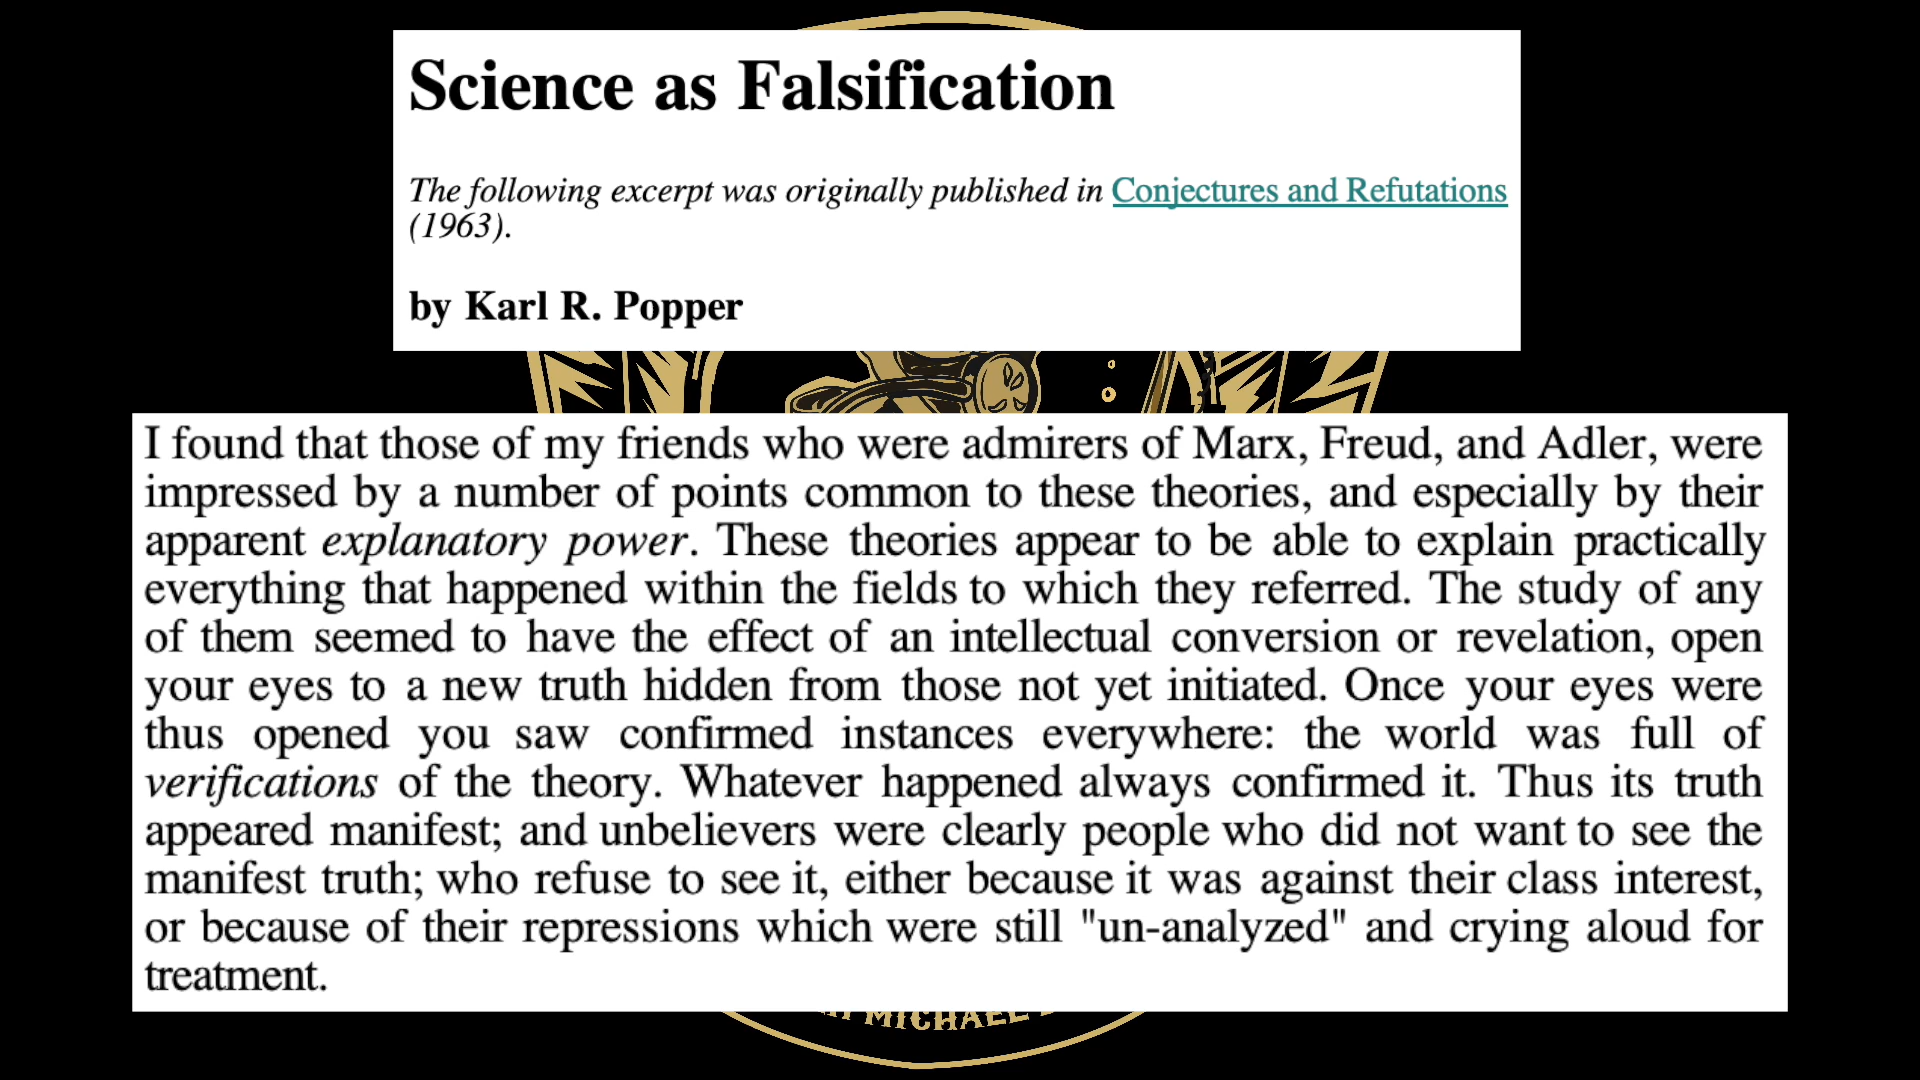 Science as Falsification
The following excerpt was originally published in Conjectures and Refutations
(1963).
by Karl R. Popper
I found that those of my friends who were admirers of Marx, Freud, and Adler, were
impressed by a number of points common to these theories, and especially by their
apparent explanatory power. These theories appear to be able to explain practically
everything that happened within the fields to which they referred. The study of any
of them seemed to have the effect of an intellectual conversion or revelation, open
your eyes to a new truth hidden from those not yet initiated. Once your eyes were
thus opened you saw confirmed instances everywhere: the world was full of
verifications of the theory. Whatever happened always confirmed it. Thus its truth
appeared manifest; and unbelievers were clearly people who did not want to see the
manifest truth; who refuse to see it, either because it was against their class interest,
or because of their repressions which were still "un-analyzed" and crying aloud for
treatment.
MICHAEL